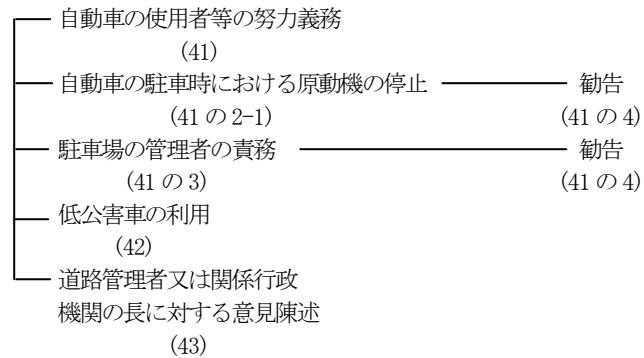 自動車の使用者等の努力義務
(41)
自動車の駐車時における原動機の停止 勧告
(41 の 2-1) (41 の 4)
駐車場の管理者の責務 勧告
(41 の 3) (41 の 4)
低公害車の利用
(42)
道路管理者又は関係行政
機関の長に対する意見陳述
(43)